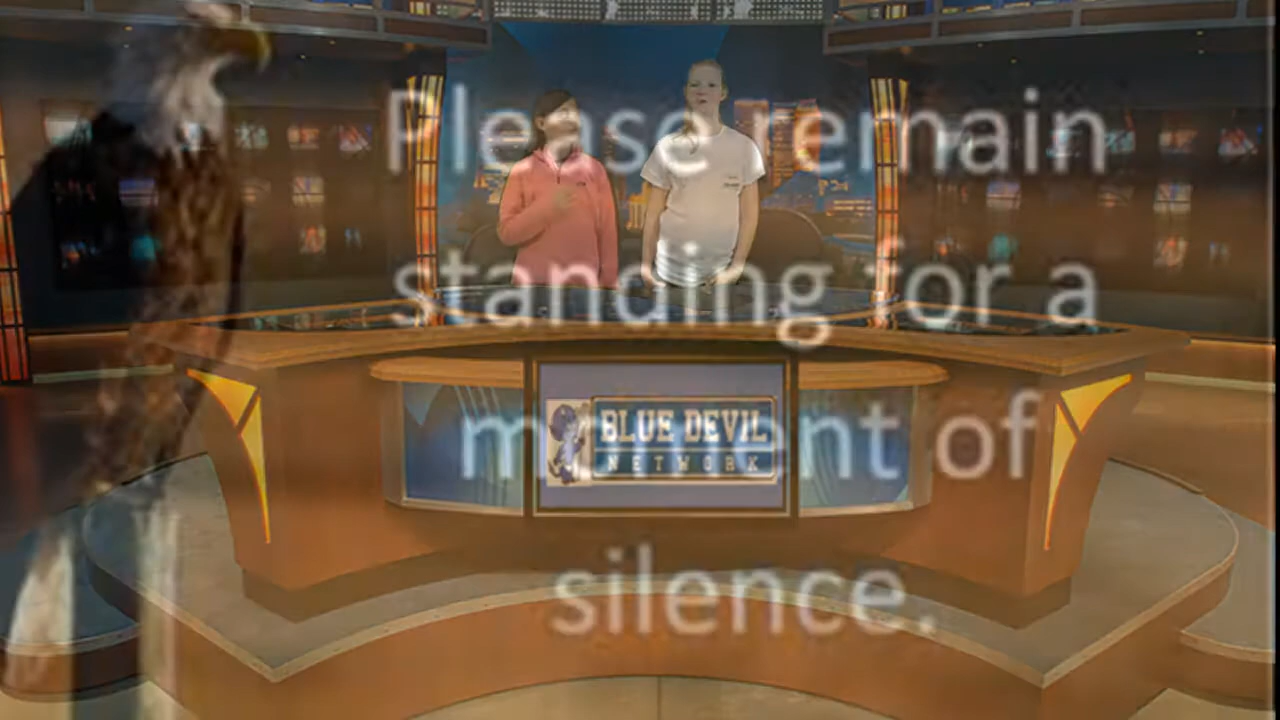 Please remain
standing for a
moment of
silence.
BLUE DEVIL
NETWORK